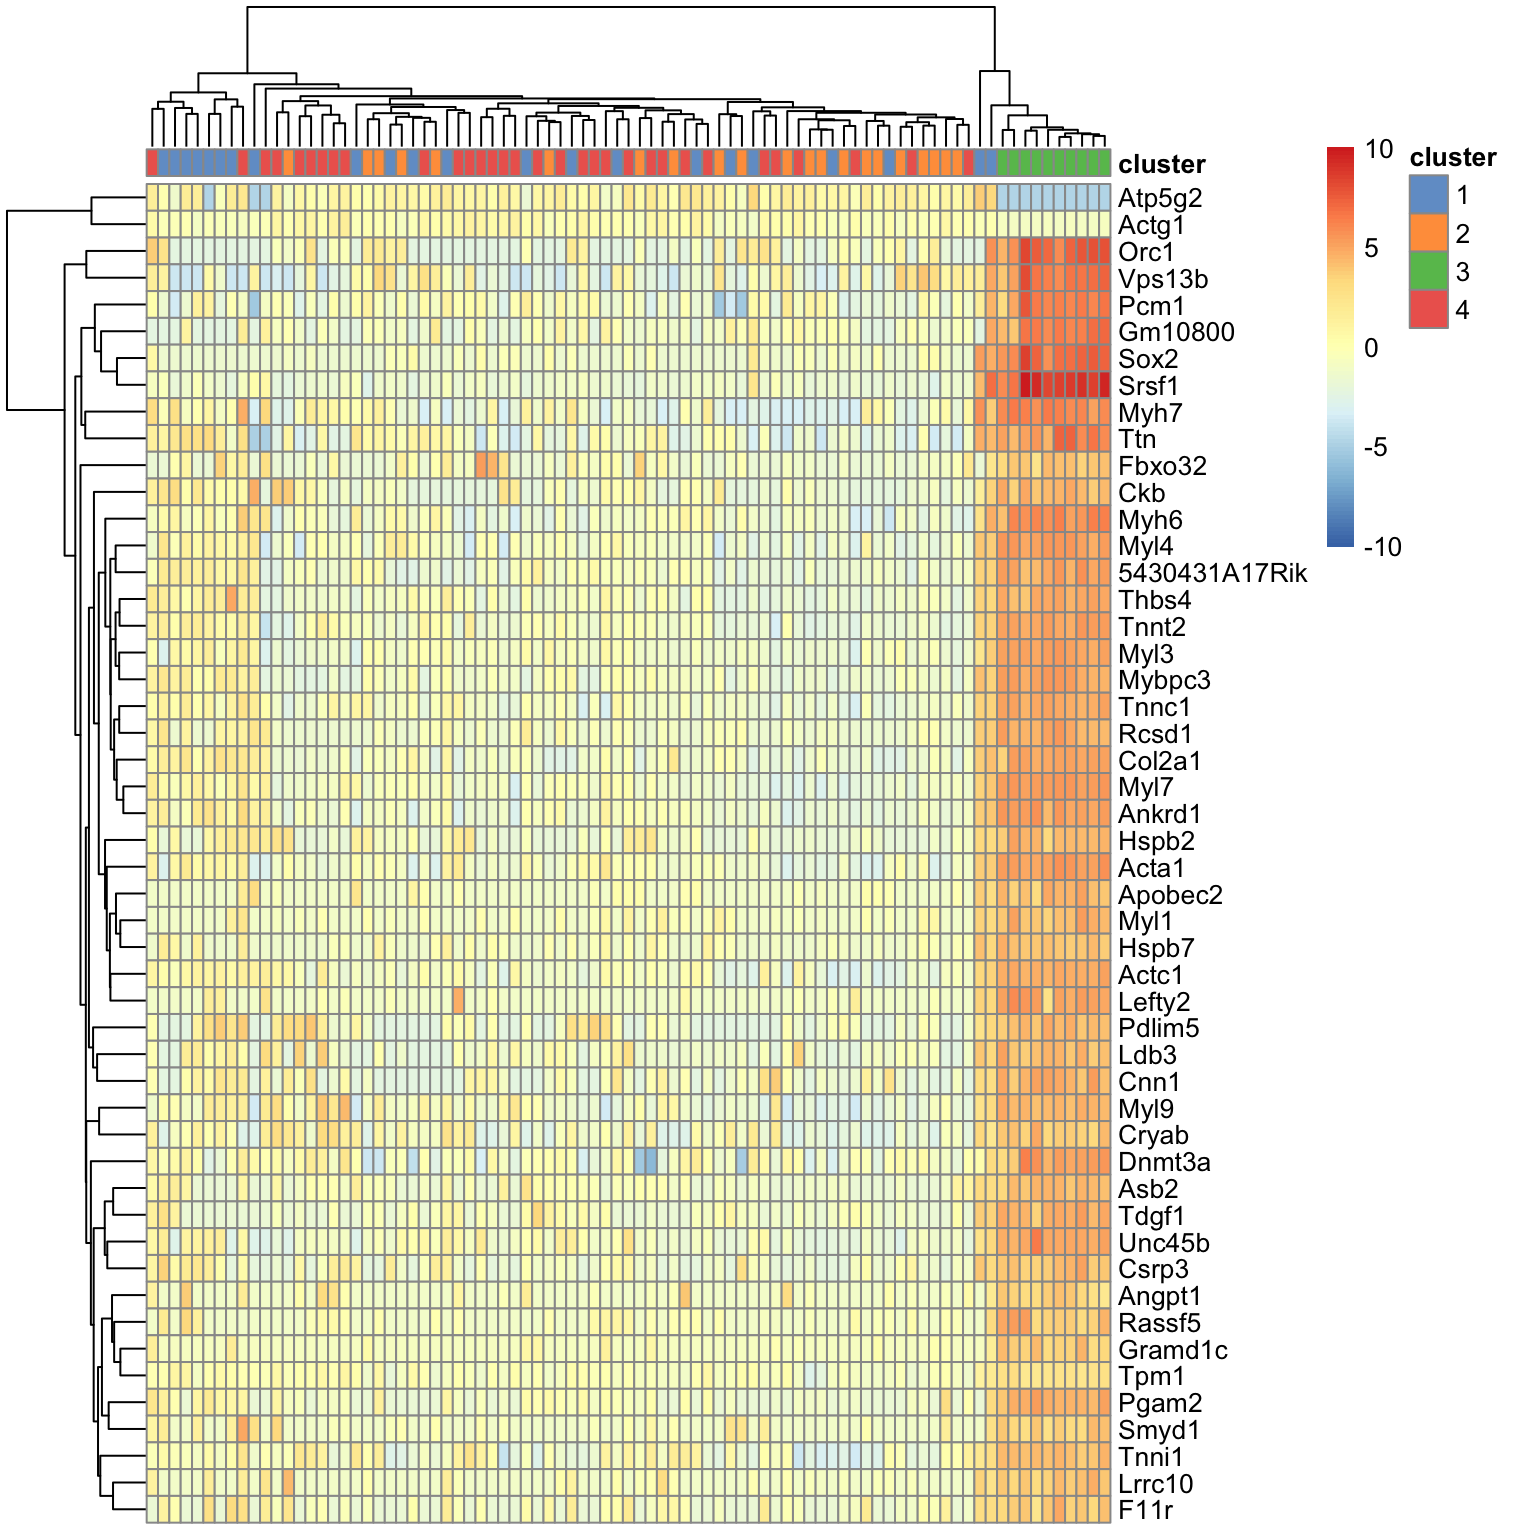 cluster
Atp5g2
Actg1
Orc1
Vps13b
Pcm1
Gm10800
Sox2
Srsf1
Myh7
Ttn
Fbxo32
Ckb
Myh6
Myl4
5430431A17Rik
Thbs4
Tnnt2
Myl3
Mybpc3
Tnnc1
Rcsd1
Col2a1
Myl7
Ankrd1
Hspb2
Acta1
Apobec2
Myl1
Hspb7
Actc1
Lefty2
Pdlim5
Ldb3
Cnn1
Myl9
Cryab
Dnmt3a
Asb2
Tdgf1
Unc45b
Csrp3
Angpt1
Rassf5
Gramd1c
Tpm1
Pgam2
Smyd1
Tnni1
Lrrc10
F11r
10
5
0
-5
-10
cluster
1
2
3
4